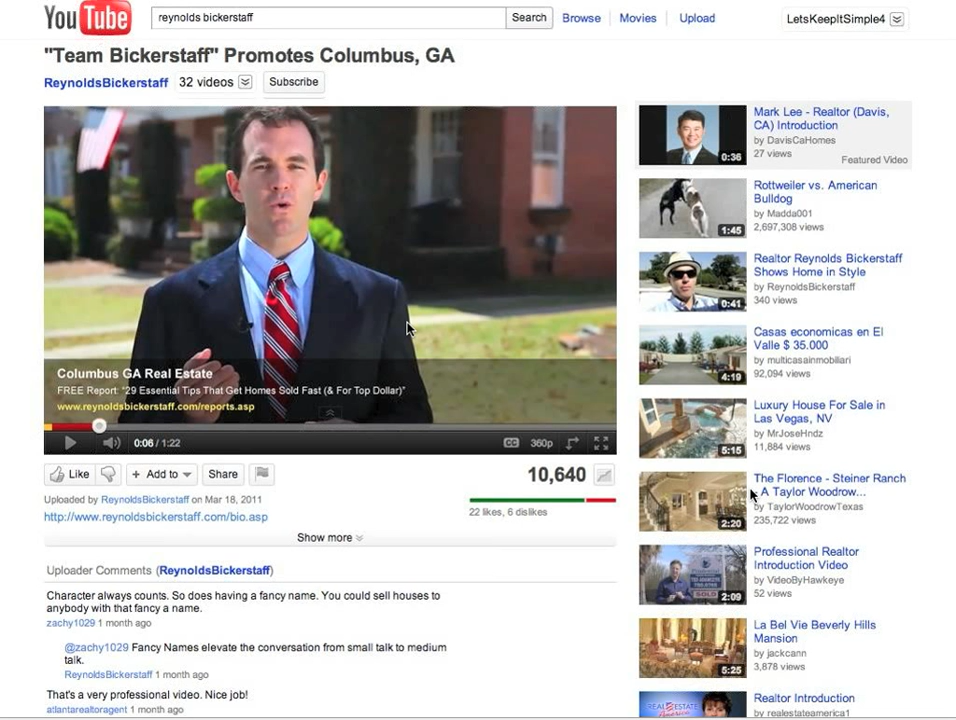 YouTube
reynolds bickerstaff
Search
Browse
Movies
Upload
LetsKeepItSimple4
"Team Bickerstaff" Promotes Columbus, GA
ReynoldsBickerstaff
32 videos
Subscribe
Columbus GA Real Estate
FREE Report: "29 Essential Tips That Get Homes Sold Fast (& For Top Dollar)"
www.reynoldsbickerstaff.com/reports.asp
0:06 / 1:22
CC
360p
Like
+ Add to
Share
10,640
Uploaded by ReynoldsBickerstaff on Mar 18, 2011
22 likes, 6 dislikes
http://www.reynoldsbickerstaff.com/bio.asp
Show more
Uploader Comments (ReynoldsBickerstaff)
Character always counts. So does having a fancy name. You could sell houses to
anybody with that fancy a name.
zachy1029 1 month ago
@zachy1029 Fancy Names elevate the conversation from small talk to medium
talk.
ReynoldsBickerstaff 1 month ago
That's a very professional video. Nice job!
atlantarealtoragent 1 month ago
0:36
Mark Lee - Realtor (Davis,
CA) Introduction
by DavisCaHomes
27 views
Featured Video
1:45
Rottweiler vs. American
Bulldog
by Madda001
2,697,308 views
0:41
Realtor Reynolds Bickerstaff
Shows Home in Style
by ReynoldsBickerstaff
340 views
4:19
Casas economicas en El
Valle $ 35.000
by multicasainmobiliari
92,094 views
5:15
Luxury House For Sale in
Las Vegas, NV
by MrJoseHndz
11,884 views
2:20
The Florence - Steiner Ranch
- A Taylor Woodrow...
by TaylorWoodrowTexas
235,722 views
SOLD
2:09
Professional Realtor
Introduction Video
by VideoByHawkeye
52 views
5:25
La Bel Vie Beverly Hills
Mansion
by jackcann
3,878 views
REAL ESTATE
America
Realtor Introduction
by realestateamerica1